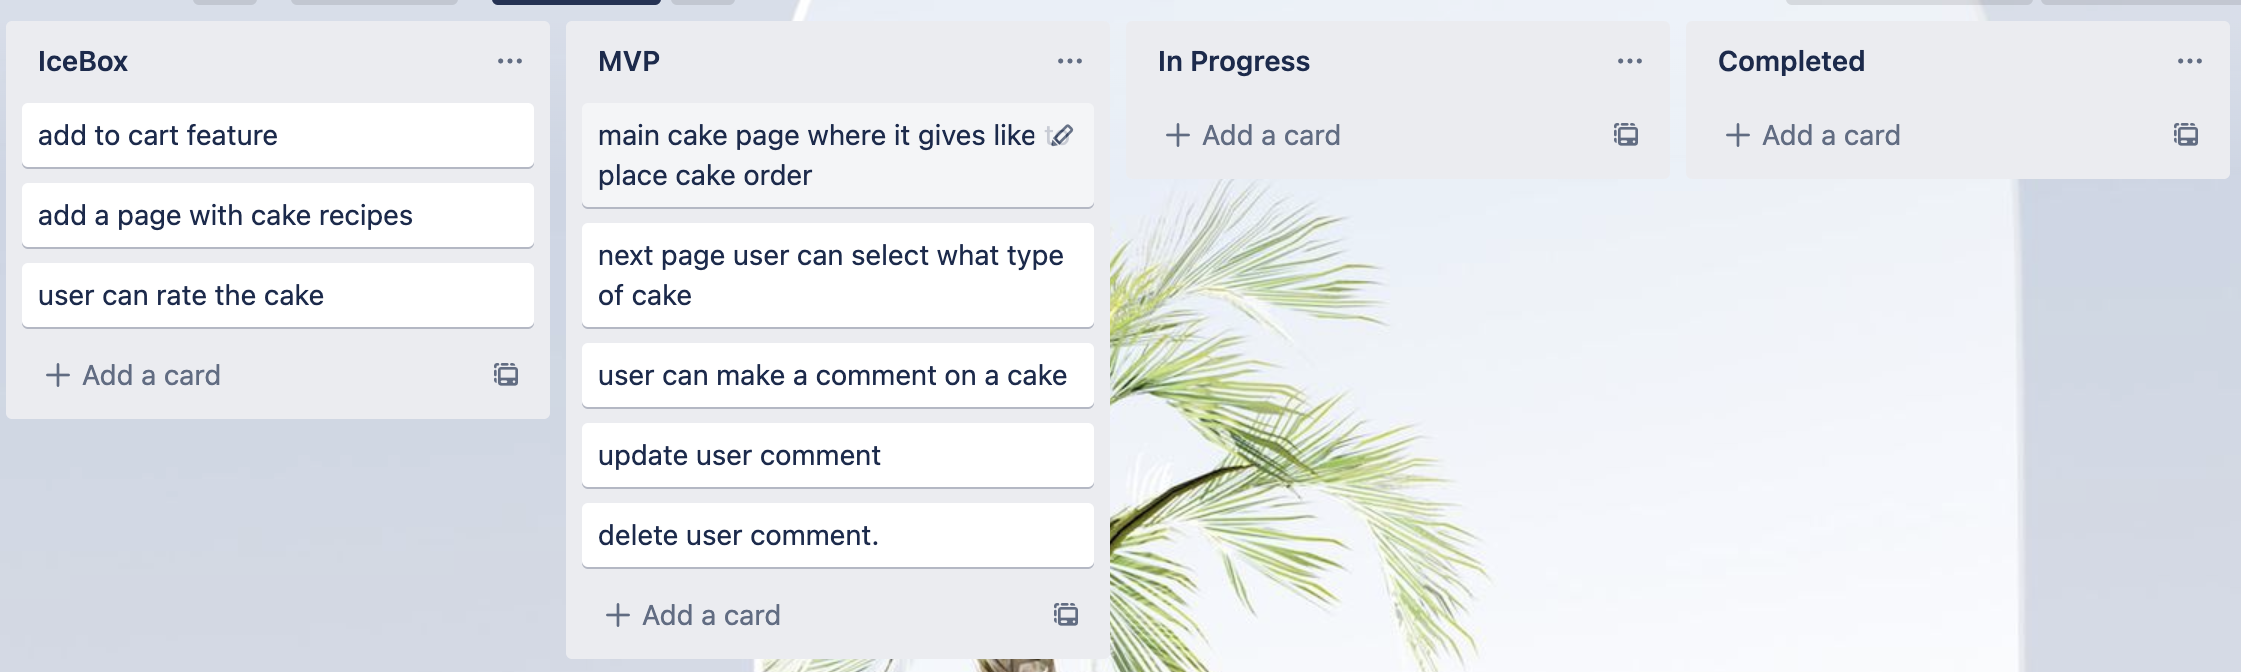 IceBox
add to cart feature
add a page with cake recipes
user can rate the cake
Add a card
MVP
main cake page where it gives like
place cake order
next page user can select what type
of cake
user can make a comment on a cake
update user comment
delete user comment.
Add a card
In Progress
Add a card
Completed
Add a card